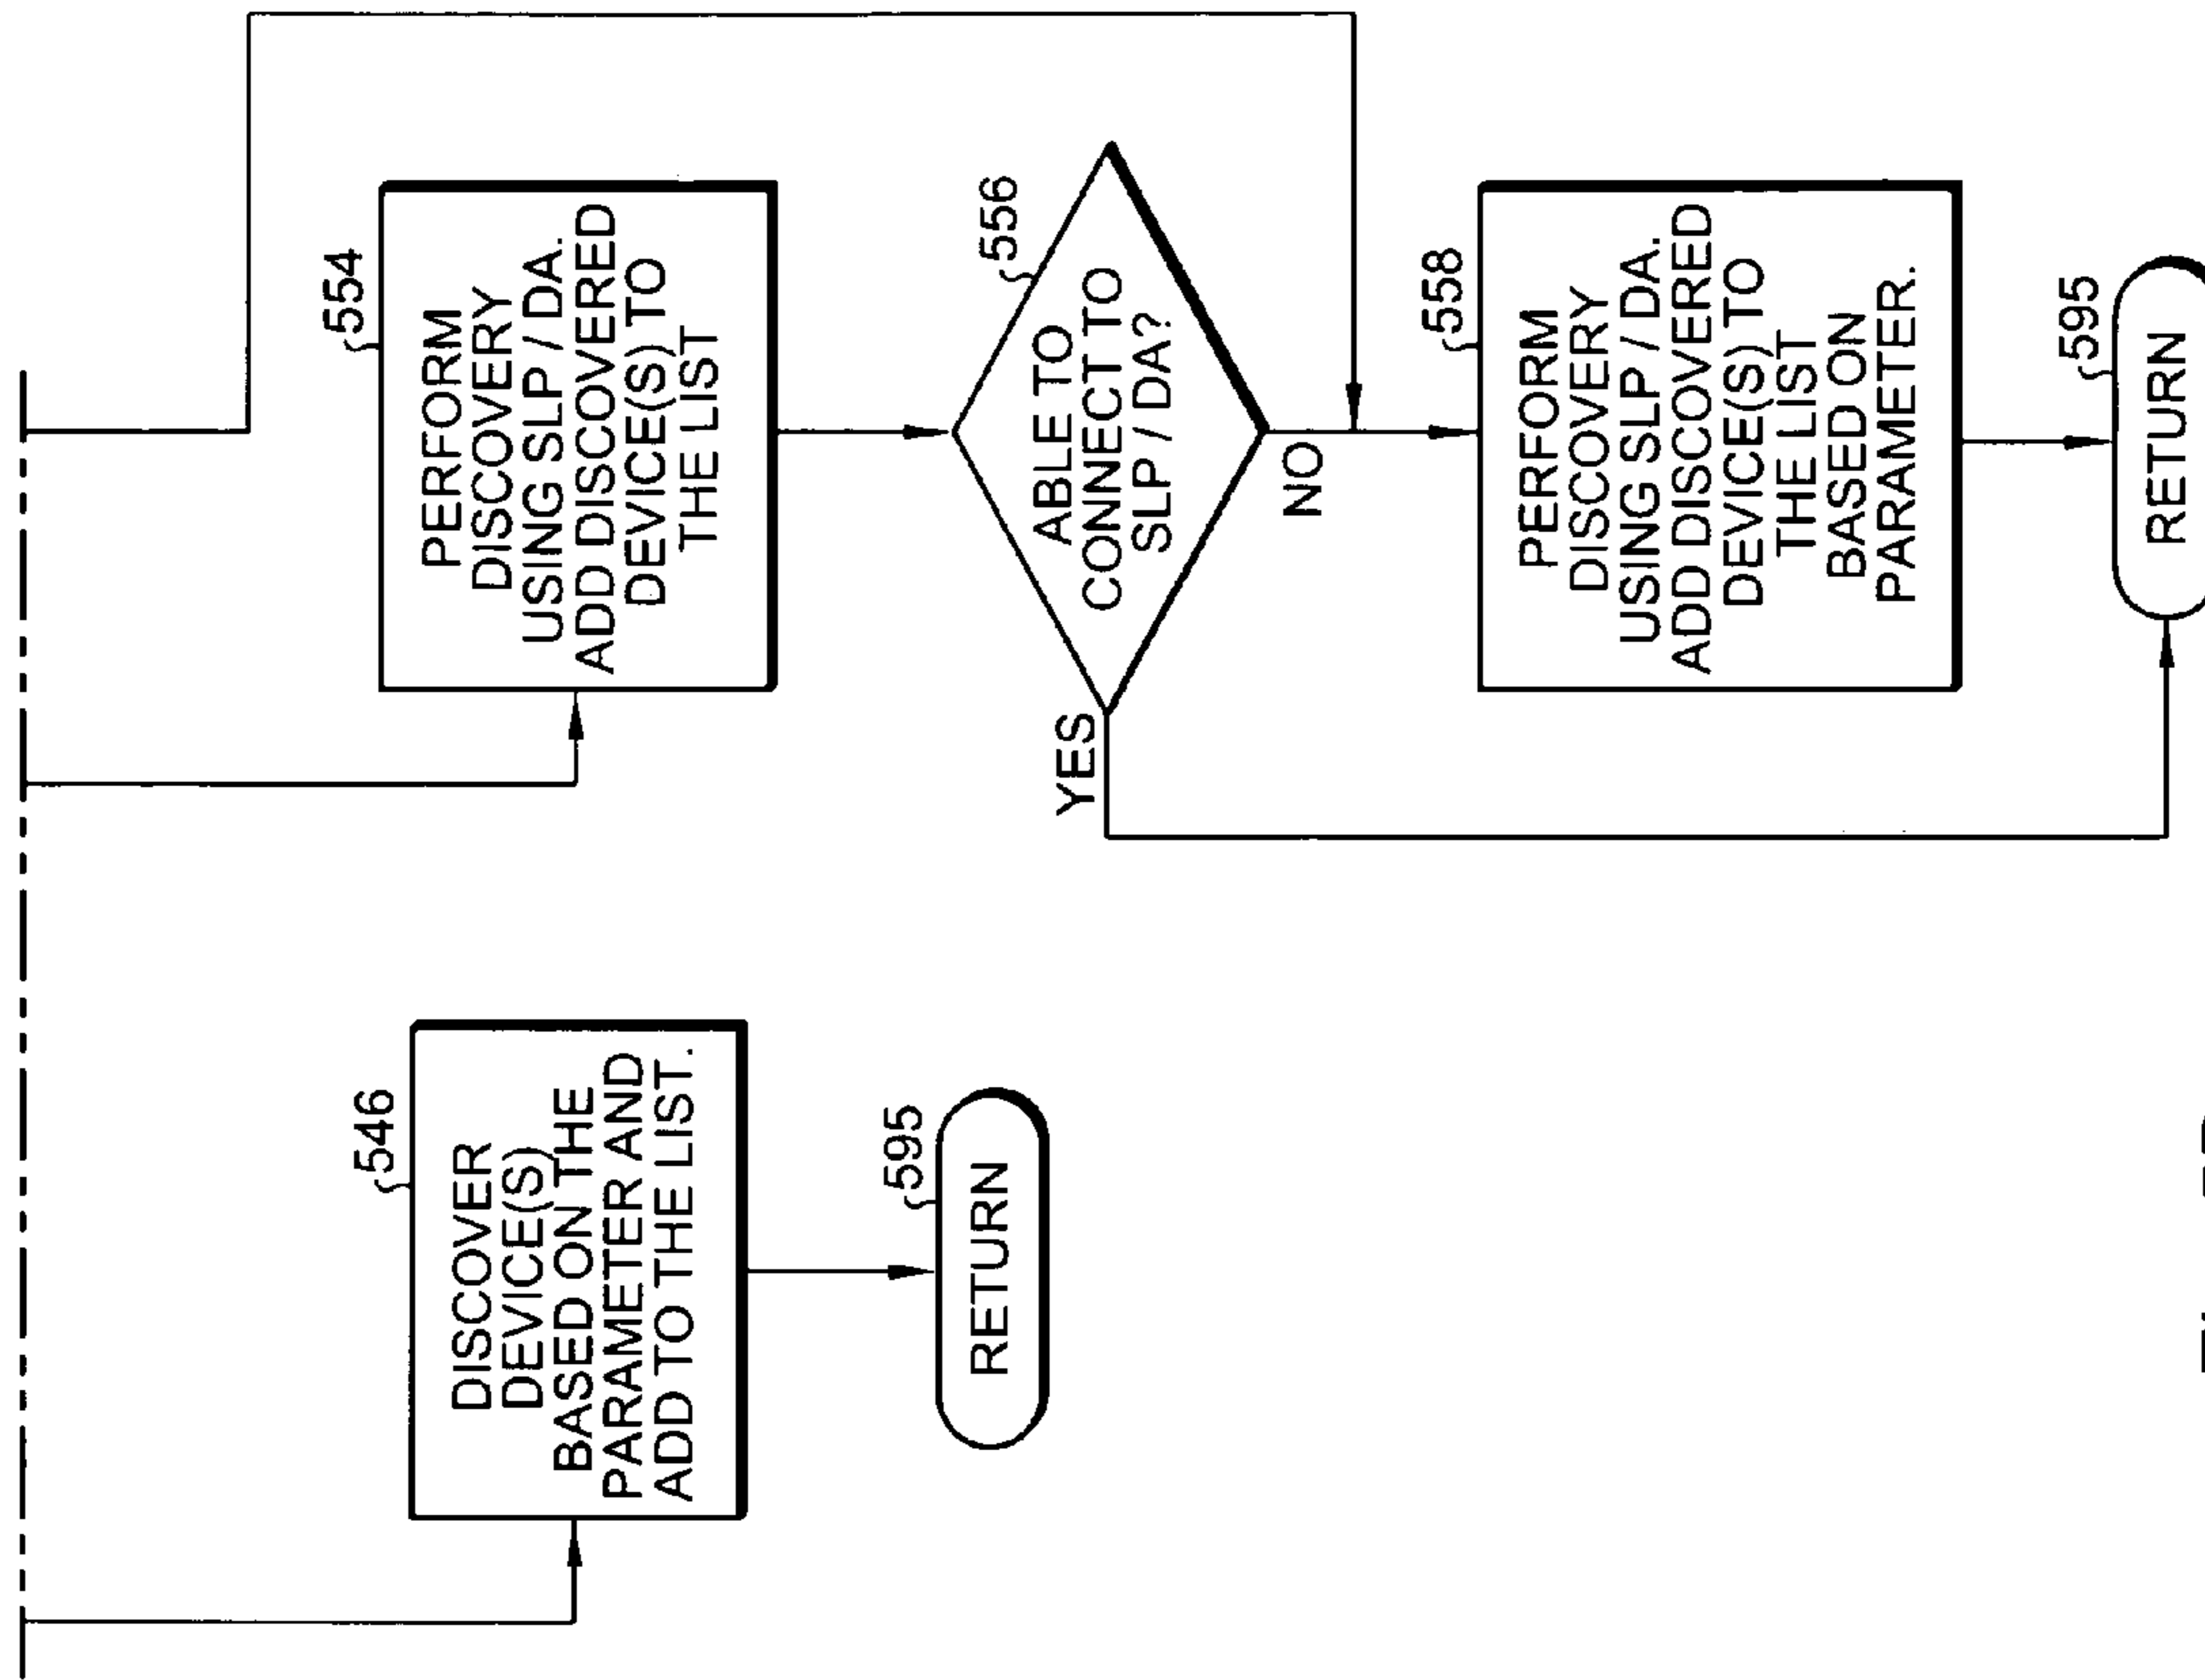 546
DISCOVER
DEVICE(S)
BASED ON THE
PARAMETER AND
ADD TO THE LIST.
595
RETURN
554
PERFORM
DISCOVERY
USING SLP / DA.
ADD DISCOVERED
DEVICE(S) TO
THE LIST
556
ABLE TO
CONNECT TO
SLP / DA?
YES
NO
558
PERFORM
DISCOVERY
USING SLP / DA.
ADD DISCOVERED
DEVICE(S) TO
THE LIST
BASED ON
PARAMETER.
595
RETURN